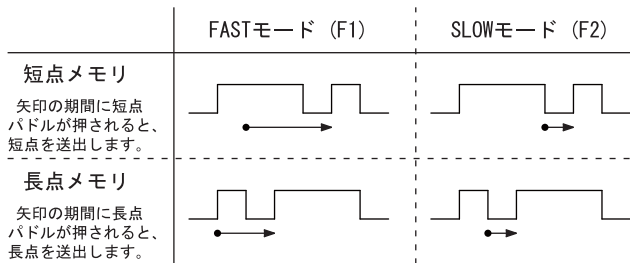 FASTモード (F1)
SLOWモード (F2)
短点メモリ
矢印の期間に短点
パドルが押されると、
短点を送出します。
長点メモリ
矢印の期間に長点
パドルが押されると、
長点を送出します。